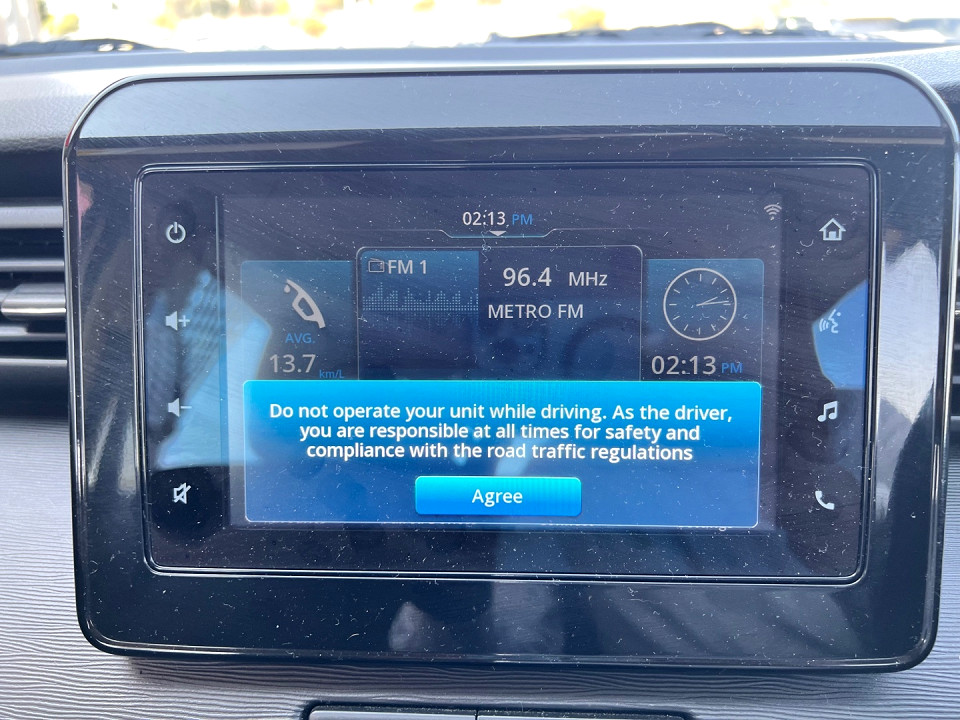 02:13 PM
FM 1
96.4 MHz
METRO FM
AVG.
13.7 km/L
02:13 PM
Do not operate your unit while driving. As the driver,
you are responsible at all times for safety and
compliance with the road traffic regulations
Agree